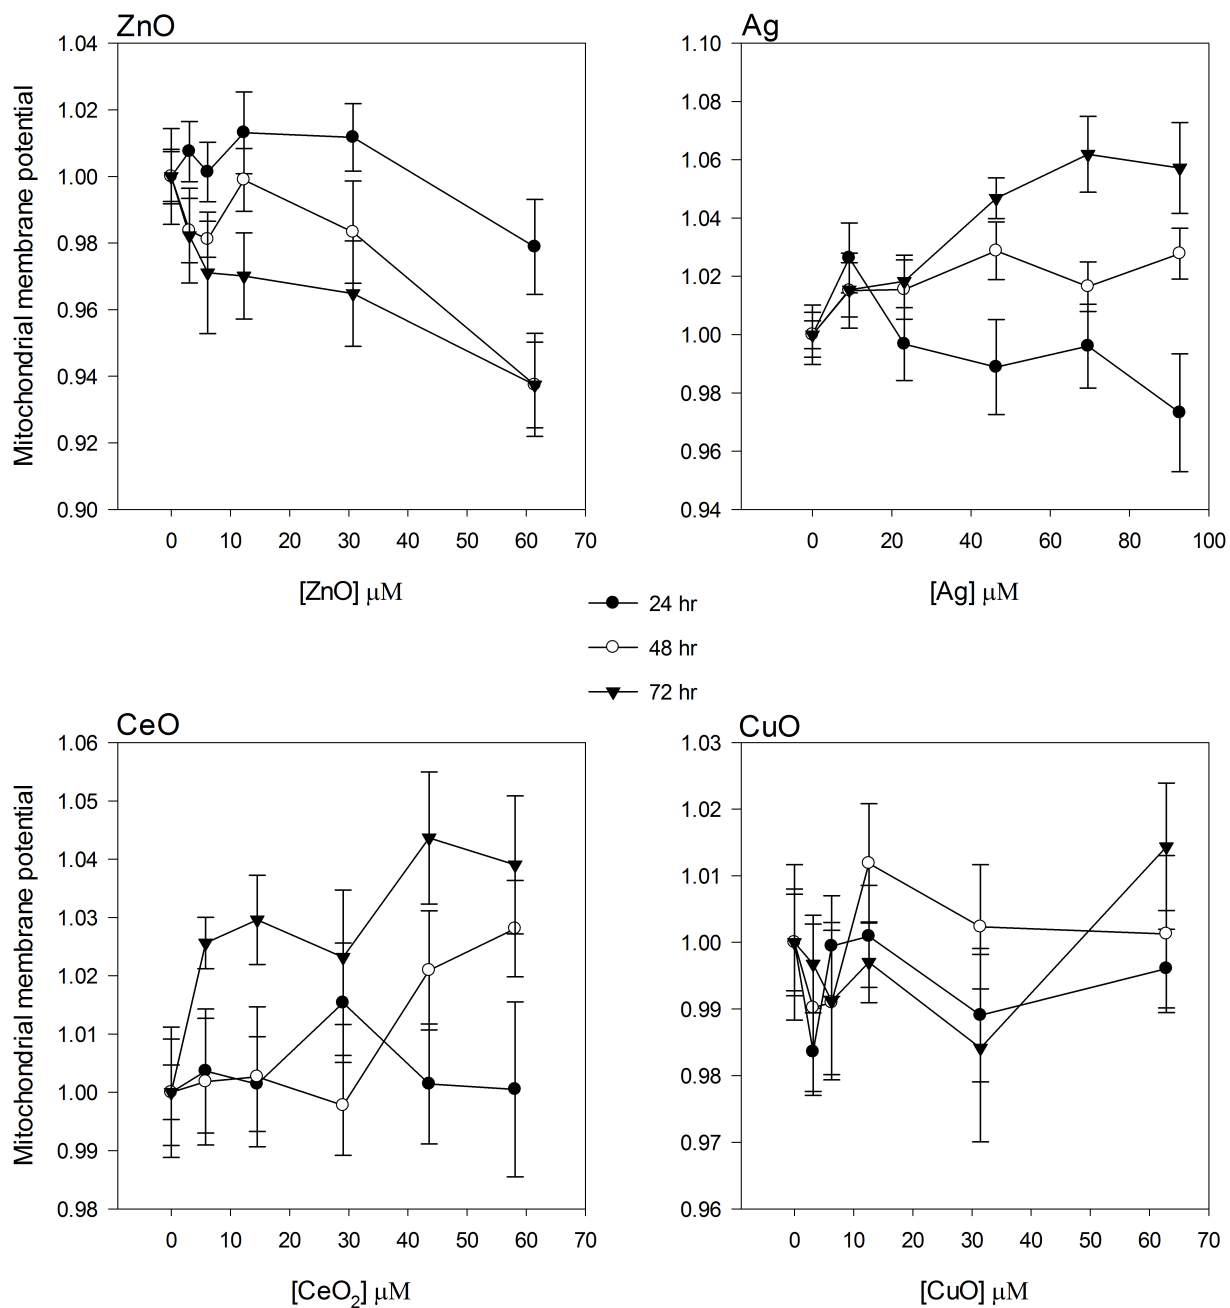 ZnO
Mitochondrial membrane potential
1.04
1.02
1.00
0.98
0.96
0.94
0.92
0.90
0 10 20 30 40 50 60 70
[ZnO] μM
Ag
1.10
1.08
1.06
1.04
1.02
1.00
0.98
0.96
0.94
0 20 40 60 80 100
[Ag] μM
24 hr
48 hr
72 hr
CeO
Mitochondrial membrane potential
1.06
1.05
1.04
1.03
1.02
1.01
1.00
0.99
0.98
0 10 20 30 40 50 60 70
[CeO₂] μM
CuO
1.03
1.02
1.01
1.00
0.99
0.98
0.97
0.96
0 10 20 30 40 50 60 70
[CuO] μM